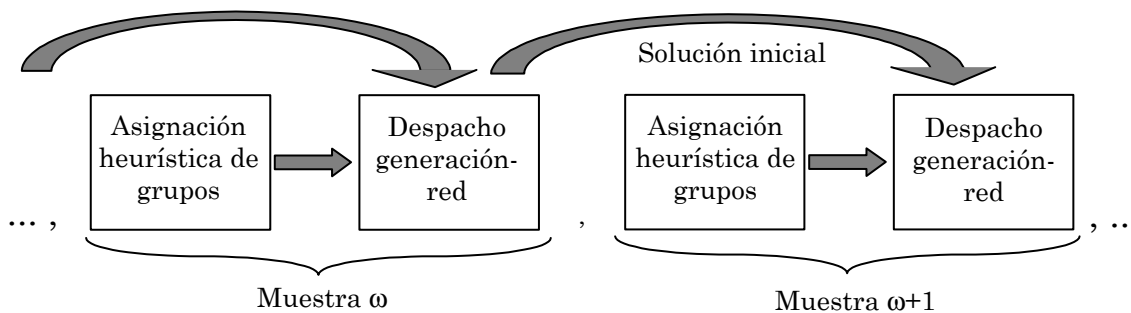 Solución inicial
Asignación
heurística de
grupos
Despacho
generación-
red
Asignación
heurística de
grupos
Despacho
generación-
red
... ,
,
, ..
Muestra ω
Muestra ω+1